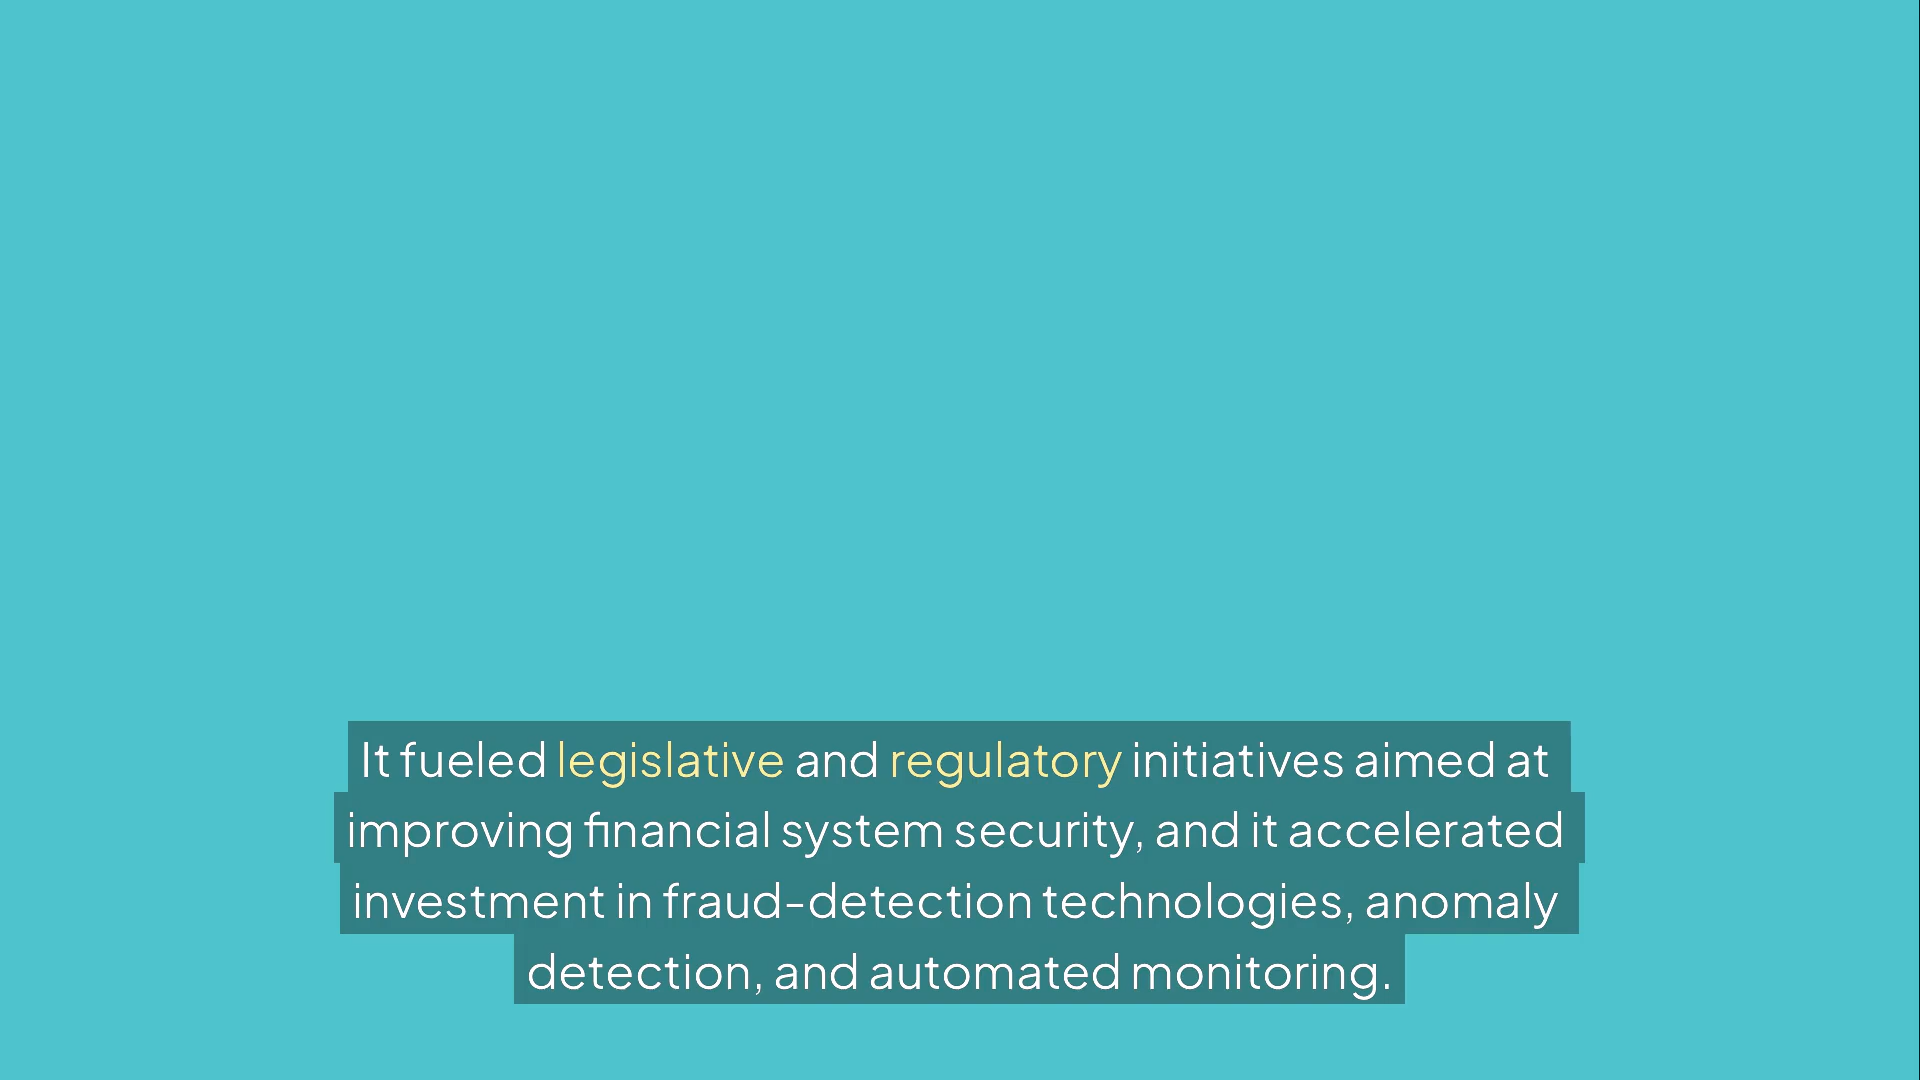 It fueled legislative and regulatory initiatives aimed at
improving financial system security, and it accelerated
investment in fraud-detection technologies, anomaly
detection, and automated monitoring.